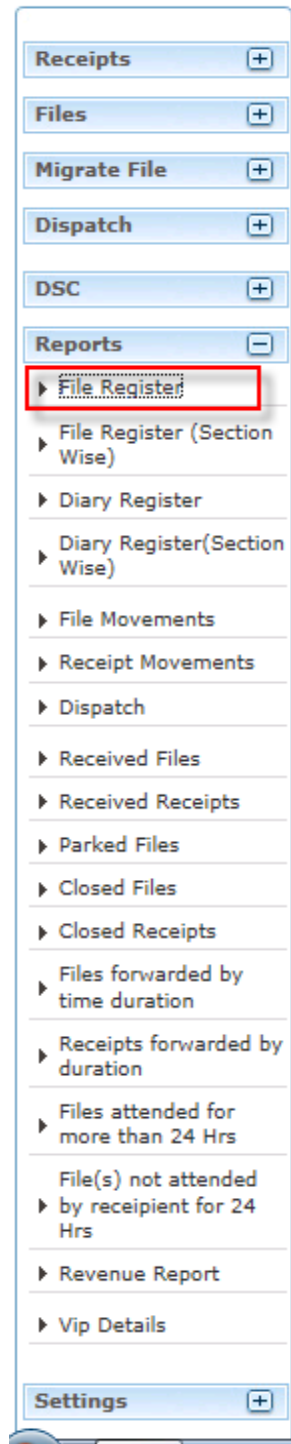 Receipts
Files
Migrate File
Dispatch
DSC
Reports
File Register
File Register (Section
Wise)
Diary Register
Diary Register(Section
Wise)
File Movements
Receipt Movements
Dispatch
Received Files
Received Receipts
Parked Files
Closed Files
Closed Receipts
Files forwarded by
time duration
Receipts forwarded by
duration
Files attended for
more than 24 Hrs
File(s) not attended
by receipient for 24
Hrs
Revenue Report
Vip Details
Settings